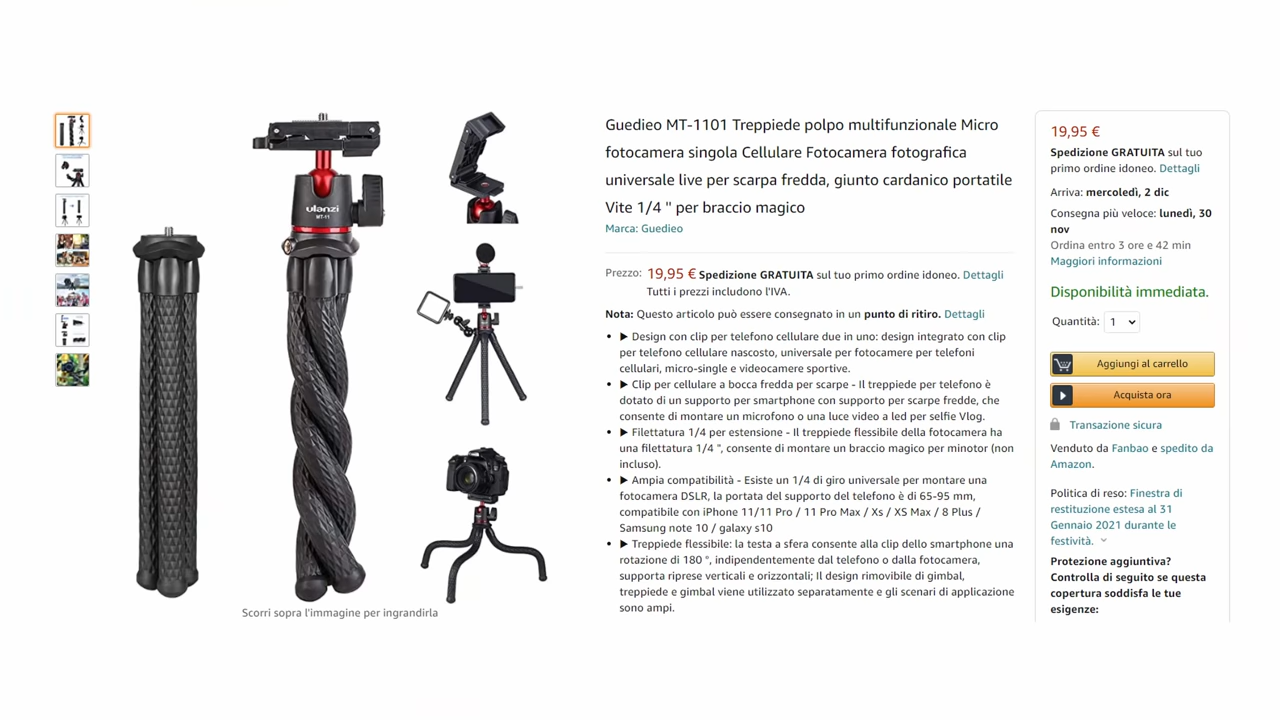 ulanzi
MT-11
Scorri sopra l'immagine per ingrandirla
Guedieo MT-1101 Treppiede polpo multifunzionale Micro
fotocamera singola Cellulare Fotocamera fotografica
universale live per scarpa fredda, giunto cardanico portatile
Vite 1/4 " per braccio magico
Marca: Guedieo
Prezzo: 19,95 € Spedizione GRATUITA sul tuo primo ordine idoneo. Dettagli
Tutti i prezzi includono l'IVA.
Nota: Questo articolo può essere consegnato in un punto di ritiro. Dettagli
• ▶ Design con clip per telefono cellulare due in uno: design integrato con clip
per telefono cellulare nascosto, universale per fotocamere per telefoni
cellulari, micro-single e videocamere sportive.
• ▶ Clip per cellulare a bocca fredda per scarpe - Il treppiede per telefono è
dotato di un supporto per smartphone con supporto per scarpe fredde, che
consente di montare un microfono o una luce video a led per selfie Vlog.
• ▶ Filettatura 1/4 per estensione - Il treppiede flessibile della fotocamera ha
una filettatura 1/4 ", consente di montare un braccio magico per minotor (non
incluso).
• ▶ Ampia compatibilità - Esiste un 1/4 di giro universale per montare una
fotocamera DSLR, la portata del supporto del telefono è di 65-95 mm,
compatibile con iPhone 11/11 Pro / 11 Pro Max / Xs / XS Max / 8 Plus /
Samsung note 10 / galaxy s10
• ▶ Treppiede flessibile: la testa a sfera consente alla clip dello smartphone una
rotazione di 180 °, indipendentemente dal telefono o dalla fotocamera,
supporta riprese verticali e orizzontali; Il design rimovibile di gimbal,
treppiede e gimbal viene utilizzato separatamente e gli scenari di applicazione
sono ampi.
19,95 €
Spedizione GRATUITA sul tuo
primo ordine idoneo. Dettagli
Arriva: mercoledì, 2 dic
Consegna più veloce: lunedì, 30
nov
Ordina entro 3 ore e 42 min
Maggiori informazioni
Disponibilità immediata.
Quantità: 1
Aggiungi al carrello
Acquista ora
Transazione sicura
Venduto da Fanbao e spedito da
Amazon.
Politica di reso: Finestra di
restituzione estesa al 31
Gennaio 2021 durante le
festività.
Protezione aggiuntiva?
Controlla di seguito se questa
copertura soddisfa le tue
esigenze: